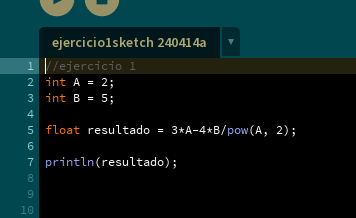 ejercicio1sketch 240414a
1 //ejercicio 1
2 int A = 2;
3 int B = 5;
4
5 float resultado = 3*A-4*B/pow(A, 2);
6
7 println(resultado);
8
9
10